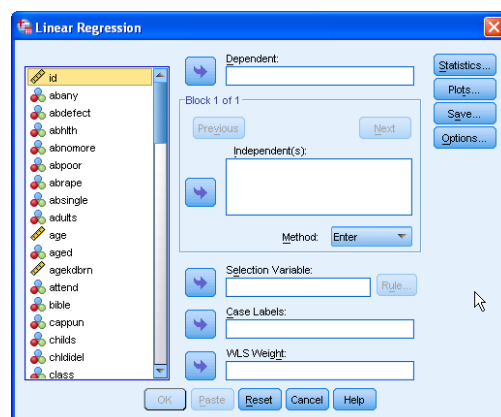 Linear Regression
id
abany
abdefect
abhlth
abnomore
abpoor
abrape
absingle
adults
age
aged
agekdbrn
attend
bible
cappun
childs
chldidel
class
Dependent:
Block 1 of 1
Previous
Next
Independent(s):
Method: Enter
Selection Variable:
Rule...
Case Labels:
WLS Weight:
Statistics...
Plots...
Save...
Options...
OK Paste Reset Cancel Help